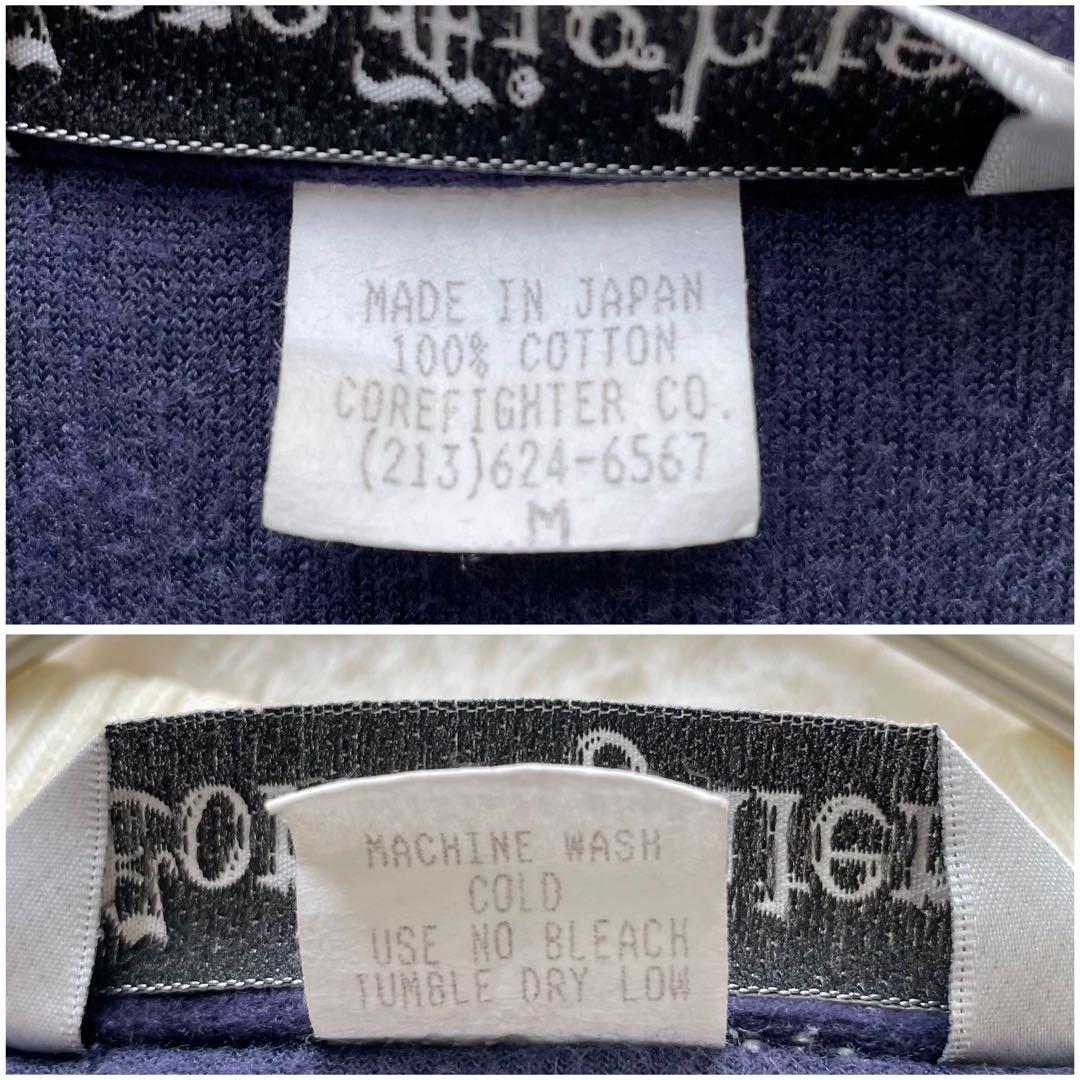 MADE IN JAPAN
100% COTTON
COREFIGHTER CO.
(213)624-6567
M
MACHINE WASH
COLD
USE NO BLEACH
TUMBLE DRY LOW